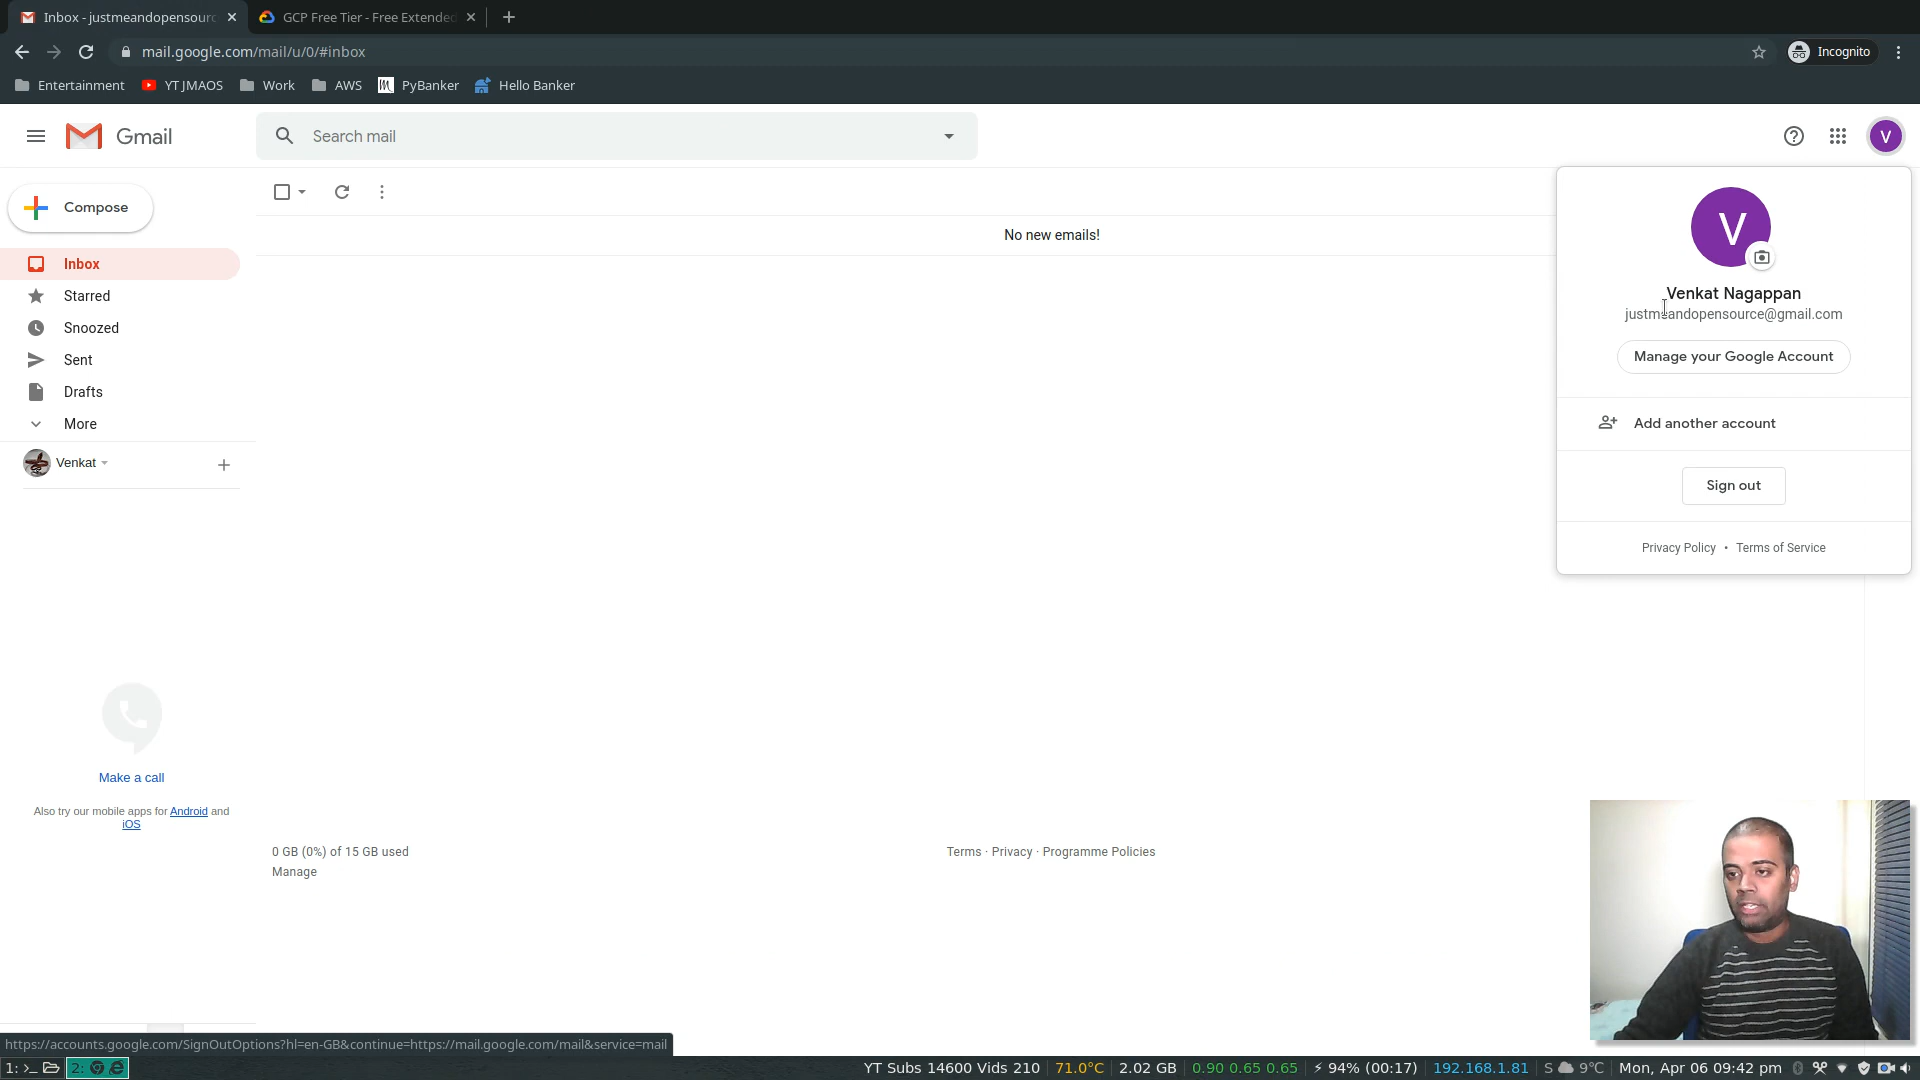 Inbox - justmeandopensourc
GCP Free Tier - Free Extended
mail.google.com/mail/u/0/#inbox
Incognito
Entertainment
YT JMAOS
Work
AWS
PyBanker
Hello Banker
Gmail
Search mail
V
Compose
No new emails!
V
Inbox
Venkat Nagappan
Starred
justmeandopensource@gmail.com
Snoozed
Manage your Google Account
Sent
Drafts
More
Add another account
Venkat
Sign out
Privacy Policy • Terms of Service
Make a call
Also try our mobile apps for Android and
iOS
0 GB (0%) of 15 GB used
Manage
Terms · Privacy · Programme Policies
https://accounts.google.com/SignOutOptions?hl=en-GB&continue=https://mail.google.com/mail&service=mail
1: 2: YT Subs 14600 Vids 210 71.0°C 2.02 GB 0.90 0.65 0.65 ⚡ 94% (00:17) 192.168.1.81 S 9°C Mon, Apr 06 09:42 pm